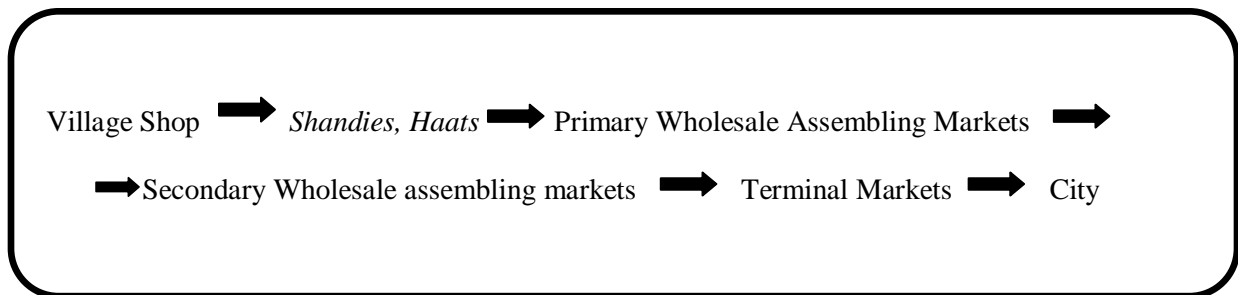 Village Shop Shandies, Haats Primary Wholesale Assembling Markets
Secondary Wholesale assembling markets Terminal Markets City